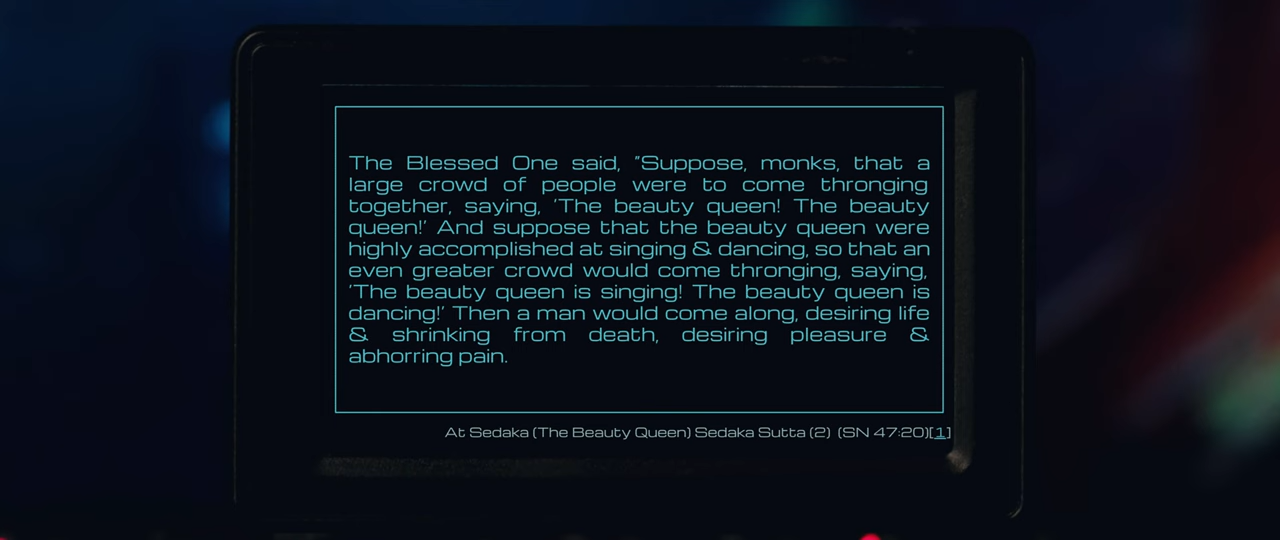 The Blessed One said, "Suppose, monks, that a
large crowd of people were to come thronging
together, saying, 'The beauty queen! The beauty
queen!' And suppose that the beauty queen were
highly accomplished at singing & dancing, so that an
even greater crowd would come thronging, saying,
'The beauty queen is singing! The beauty queen is
dancing!' Then a man would come along, desiring life
& shrinking from death, desiring pleasure &
abhorring pain.
At Sedaka (The Beauty Queen) Sedaka Sutta (2) (SN 47:20)[1]